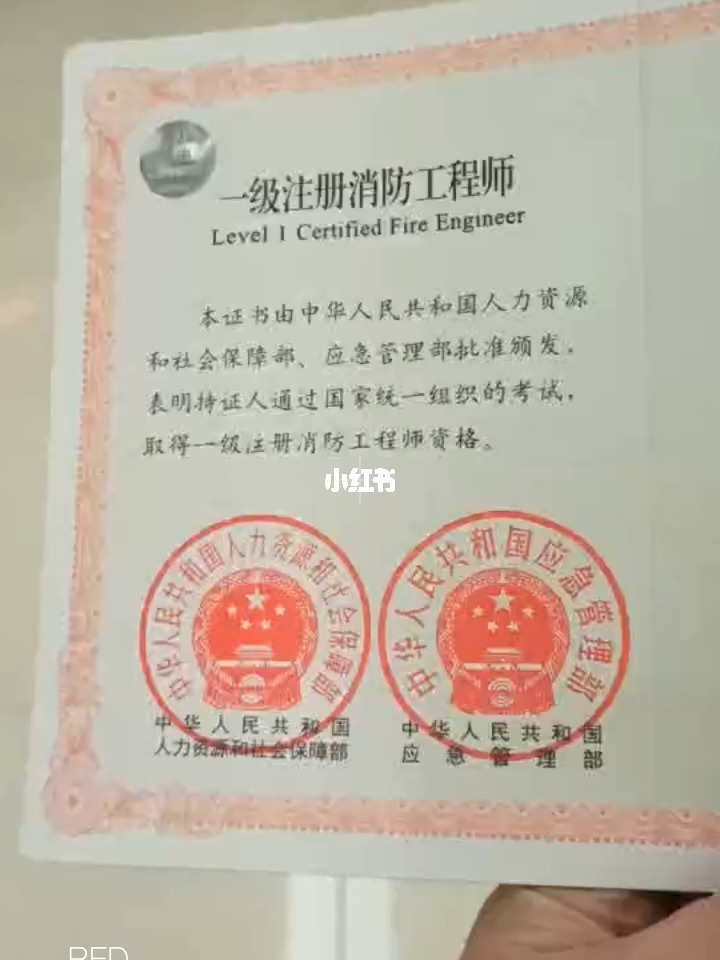 一级注册消防工程师
Level 1 Certified Fire Engineer
本证书由中华人民共和国人力资源
和社会保障部、应急管理部批准颁发，
表明持证人通过国家统一组织的考试，
取得一级注册消防工程师资格。
小红书
中华人民共和国人力资源和社会保障部
中华人民共和国应急管理部
中华人民共和国
人力资源和社会保障部
中华人民共和国
应急管理部
RED